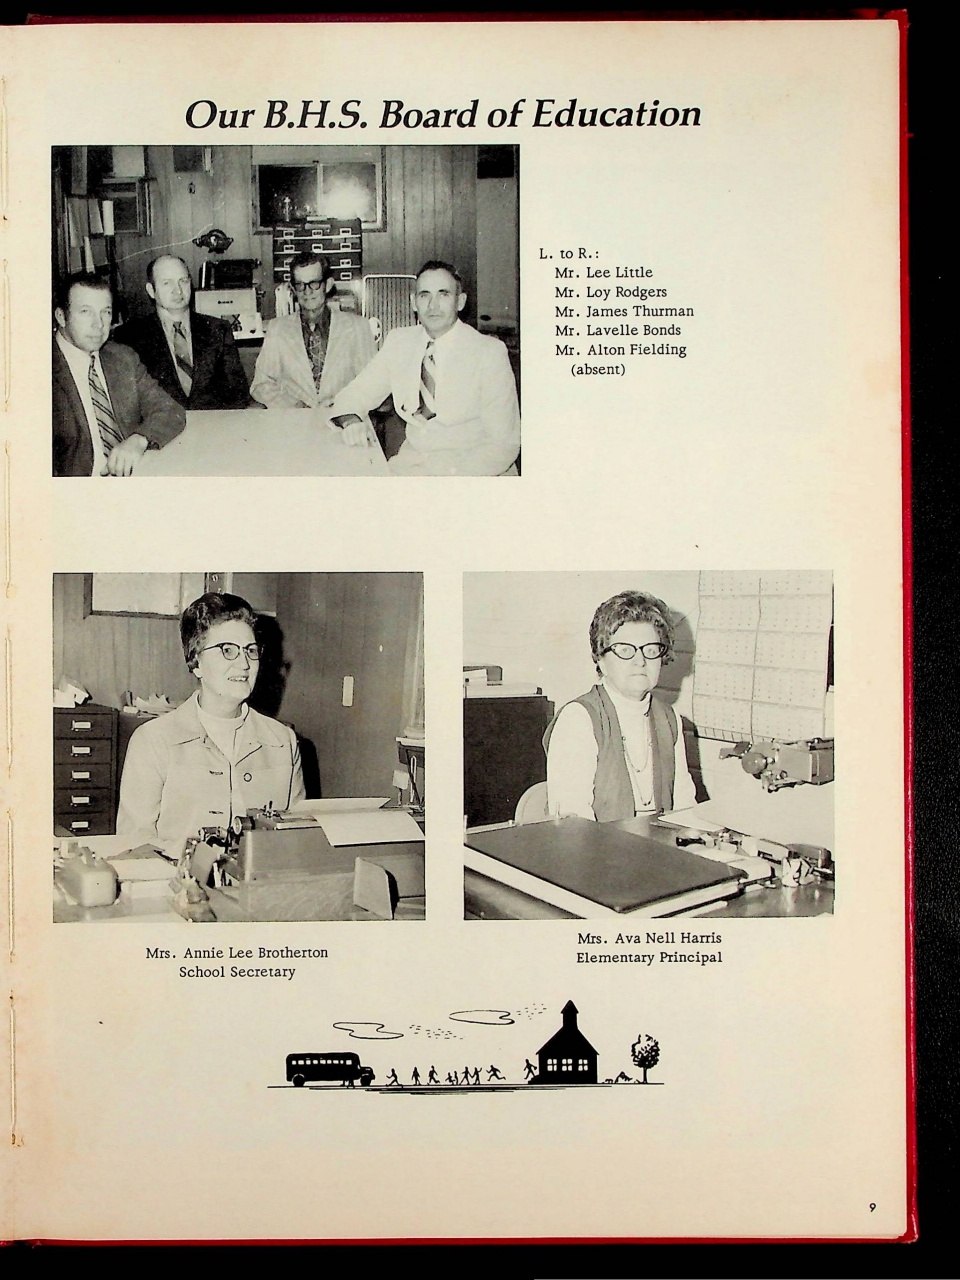 Our B.H.S. Board of Education
L. to R.:
Mr. Lee Little
Mr. Loy Rodgers
Mr. James Thurman
Mr. Lavelle Bonds
Mr. Alton Fielding
(absent)
Mrs. Annie Lee Brotherton
School Secretary
Mrs. Ava Nell Harris
Elementary Principal
9